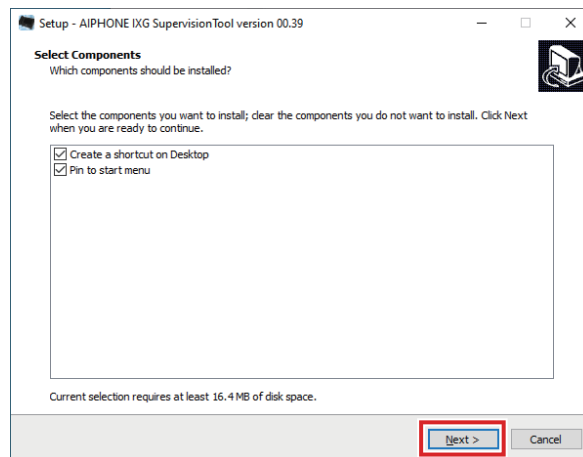 Setup - AIPHONE IXG SupervisionTool version 00.39
Select Components
Which components should be installed?
Select the components you want to install; clear the components you do not want to install. Click Next
when you are ready to continue.
Create a shortcut on Desktop
Pin to start menu
Current selection requires at least 16.4 MB of disk space.
Next >
Cancel